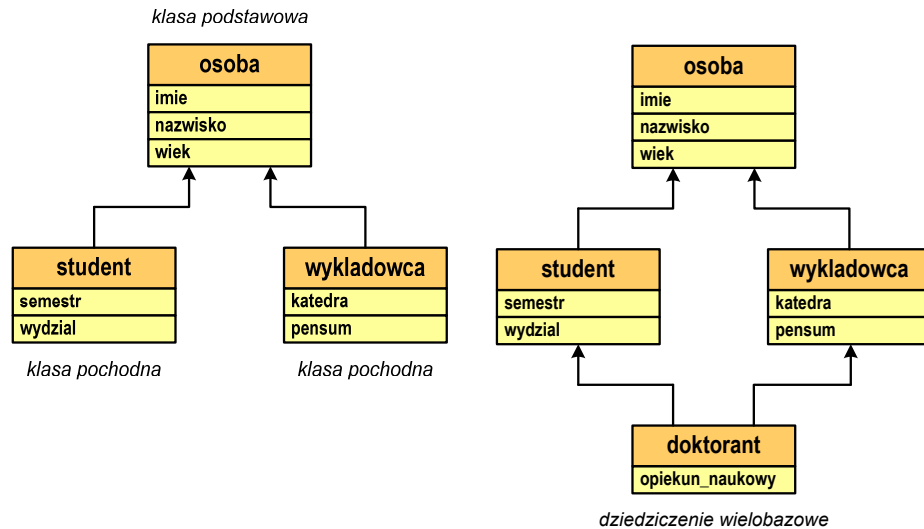 klasa podstawowa
osoba
imie
nazwisko
wiek
student
semestr
wydzial
klasa pochodna
wykladowca
katedra
pensum
klasa pochodna
osoba
imie
nazwisko
wiek
student
semestr
wydzial
wykladowca
katedra
pensum
doktorant
opiekun_naukowy
dziedziczenie wielobazowe